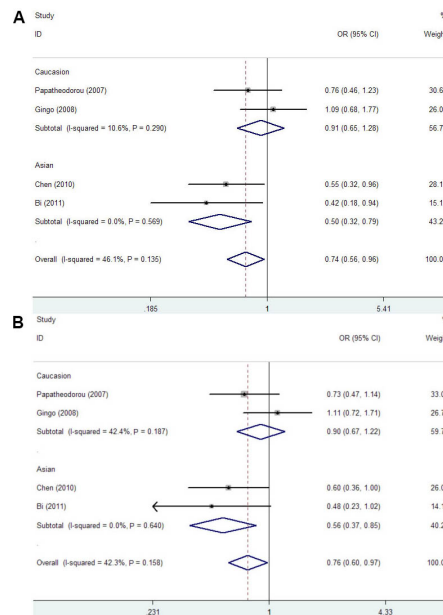 A
Study %
ID OR (95% CI) Weigh
Caucasion
Papatheodorou (2007) 0.76 (0.46, 1.23) 30.6
Gingo (2008) 1.09 (0.68, 1.77) 26.0
Subtotal (I-squared = 10.6%, P = 0.290) 0.91 (0.65, 1.28) 56.7
Asian
Chen (2010) 0.55 (0.32, 0.96) 28.1
Bi (2011) 0.42 (0.18, 0.94) 15.1
Subtotal (I-squared = 0.0%, P = 0.569) 0.50 (0.32, 0.79) 43.2
.
Overall (I-squared = 46.1%, P = 0.135) 0.74 (0.56, 0.96) 100.0
.185 1 5.41
B
Study %
ID OR (95% CI) Weigh
Caucasion
Papatheodorou (2007) 0.73 (0.47, 1.14) 33.0
Gingo (2008) 1.11 (0.72, 1.71) 26.7
Subtotal (I-squared = 42.4%, P = 0.187) 0.90 (0.67, 1.22) 59.7
.
Asian
Chen (2010) 0.60 (0.36, 1.00) 26.0
Bi (2011) 0.48 (0.23, 1.02) 14.1
Subtotal (I-squared = 0.0%, P = 0.640) 0.56 (0.37, 0.85) 40.2
.
Overall (I-squared = 42.3%, P = 0.158) 0.76 (0.60, 0.97) 100.0
.231 1 4.33